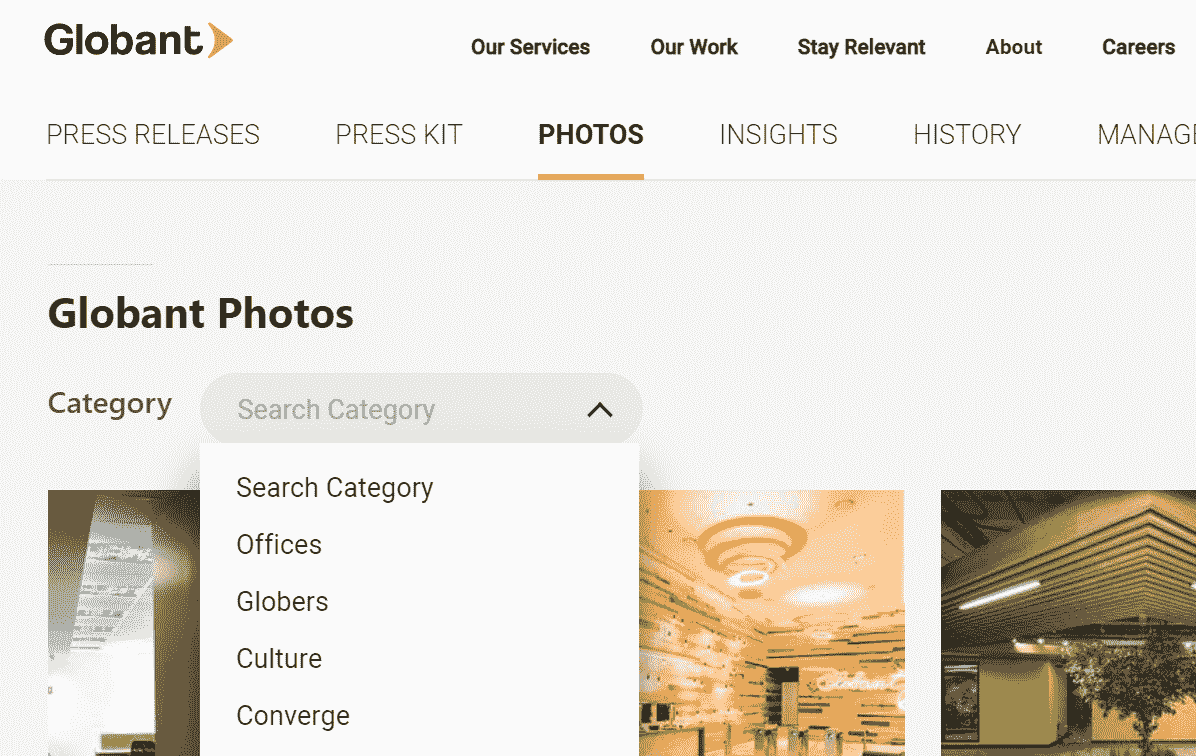 Globant
Our Services Our Work Stay Relevant About Careers
PRESS RELEASES PRESS KIT PHOTOS INSIGHTS HISTORY MANAGE
Globant Photos
Category Search Category
Search Category
Offices
Globers
Culture
Converge